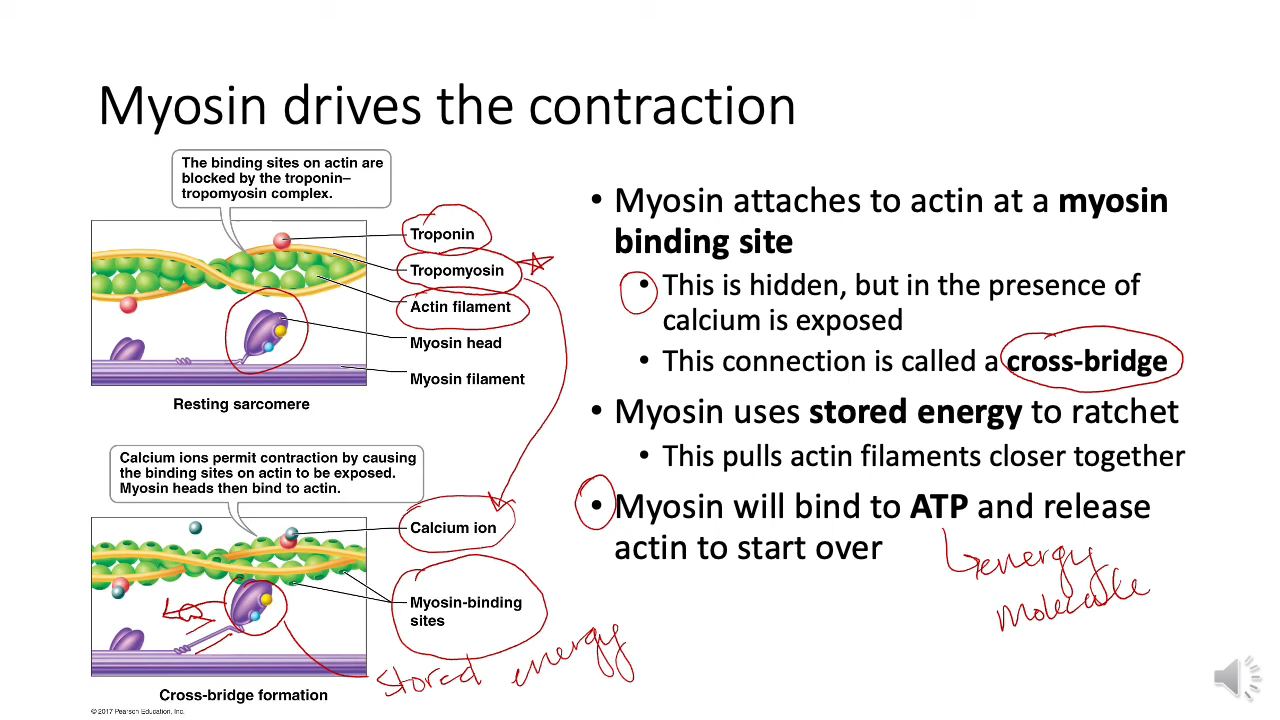 Myosin drives the contraction
The binding sites on actin are
blocked by the troponin–
tropomyosin complex.
Troponin
Tropomyosin
Actin filament
Myosin head
Myosin filament
Resting sarcomere
Calcium ions permit contraction by causing
the binding sites on actin to be exposed.
Myosin heads then bind to actin.
Calcium ion
Myosin-binding
sites
stored energy
Cross-bridge formation
© 2017 Pearson Education, Inc.
• Myosin attaches to actin at a myosin
binding site
• This is hidden, but in the presence of
calcium is exposed
• This connection is called a cross-bridge
• Myosin uses stored energy to ratchet
• This pulls actin filaments closer together
• Myosin will bind to ATP and release
actin to start over
energy
molecule